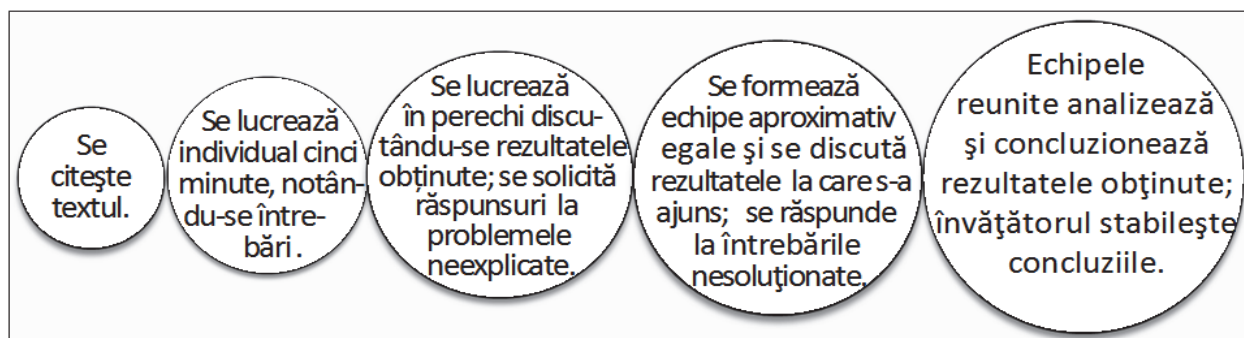 Se
citeşte
textul.
Se lucrează
individual cinci
minute, notân-
du-se între-
bări .
Se lucrează
în perechi discu-
tându-se rezultatele
obținute; se solicită
răspunsuri la
problemele
neexplicate.
Se formează
echipe aproximativ
egale şi se discută
rezultatele la care s-a
ajuns; se răspunde
la întrebările
nesoluţionate.
Echipele
reunite analizează
şi concluzionează
rezultatele obţinute;
învăţătorul stabileşte
concluziile.